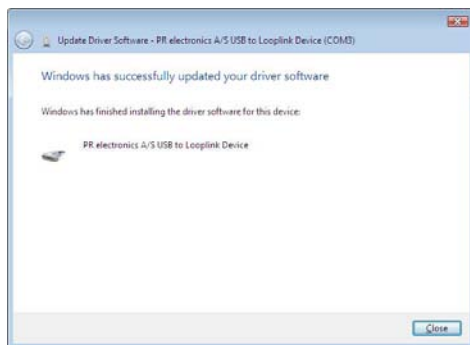 Update Driver Software - PR electronics A/S USB to Looplink Device (COM3)
Windows has successfully updated your driver software
Windows has finished installing the driver software for this device:
PR electronics A/S USB to Looplink Device
Close